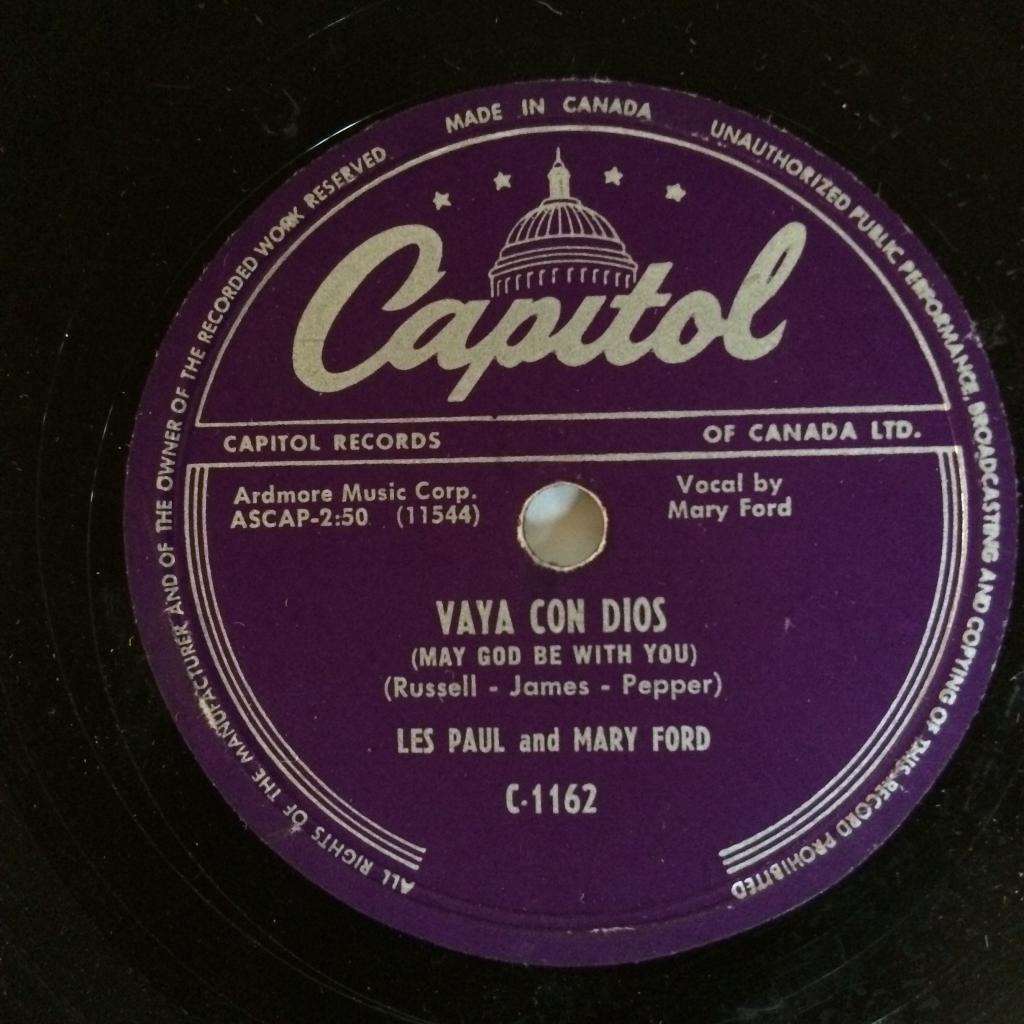 MADE IN CANADA
UNAUTHORIZED PUBLIC PERFORMANCE, BROADCASTING AND COPYING OF THIS RECORD PROHIBITED
ALL RIGHTS OF THE MANUFACTURER AND OF THE OWNER OF THE RECORDED WORK RESERVED
Capitol
CAPITOL RECORDS OF CANADA LTD.
Ardmore Music Corp.
ASCAP-2:50 (11544)
Vocal by
Mary Ford
VAYA CON DIOS
(MAY GOD BE WITH YOU)
(Russell - James - Pepper)
LES PAUL and MARY FORD
C-1162